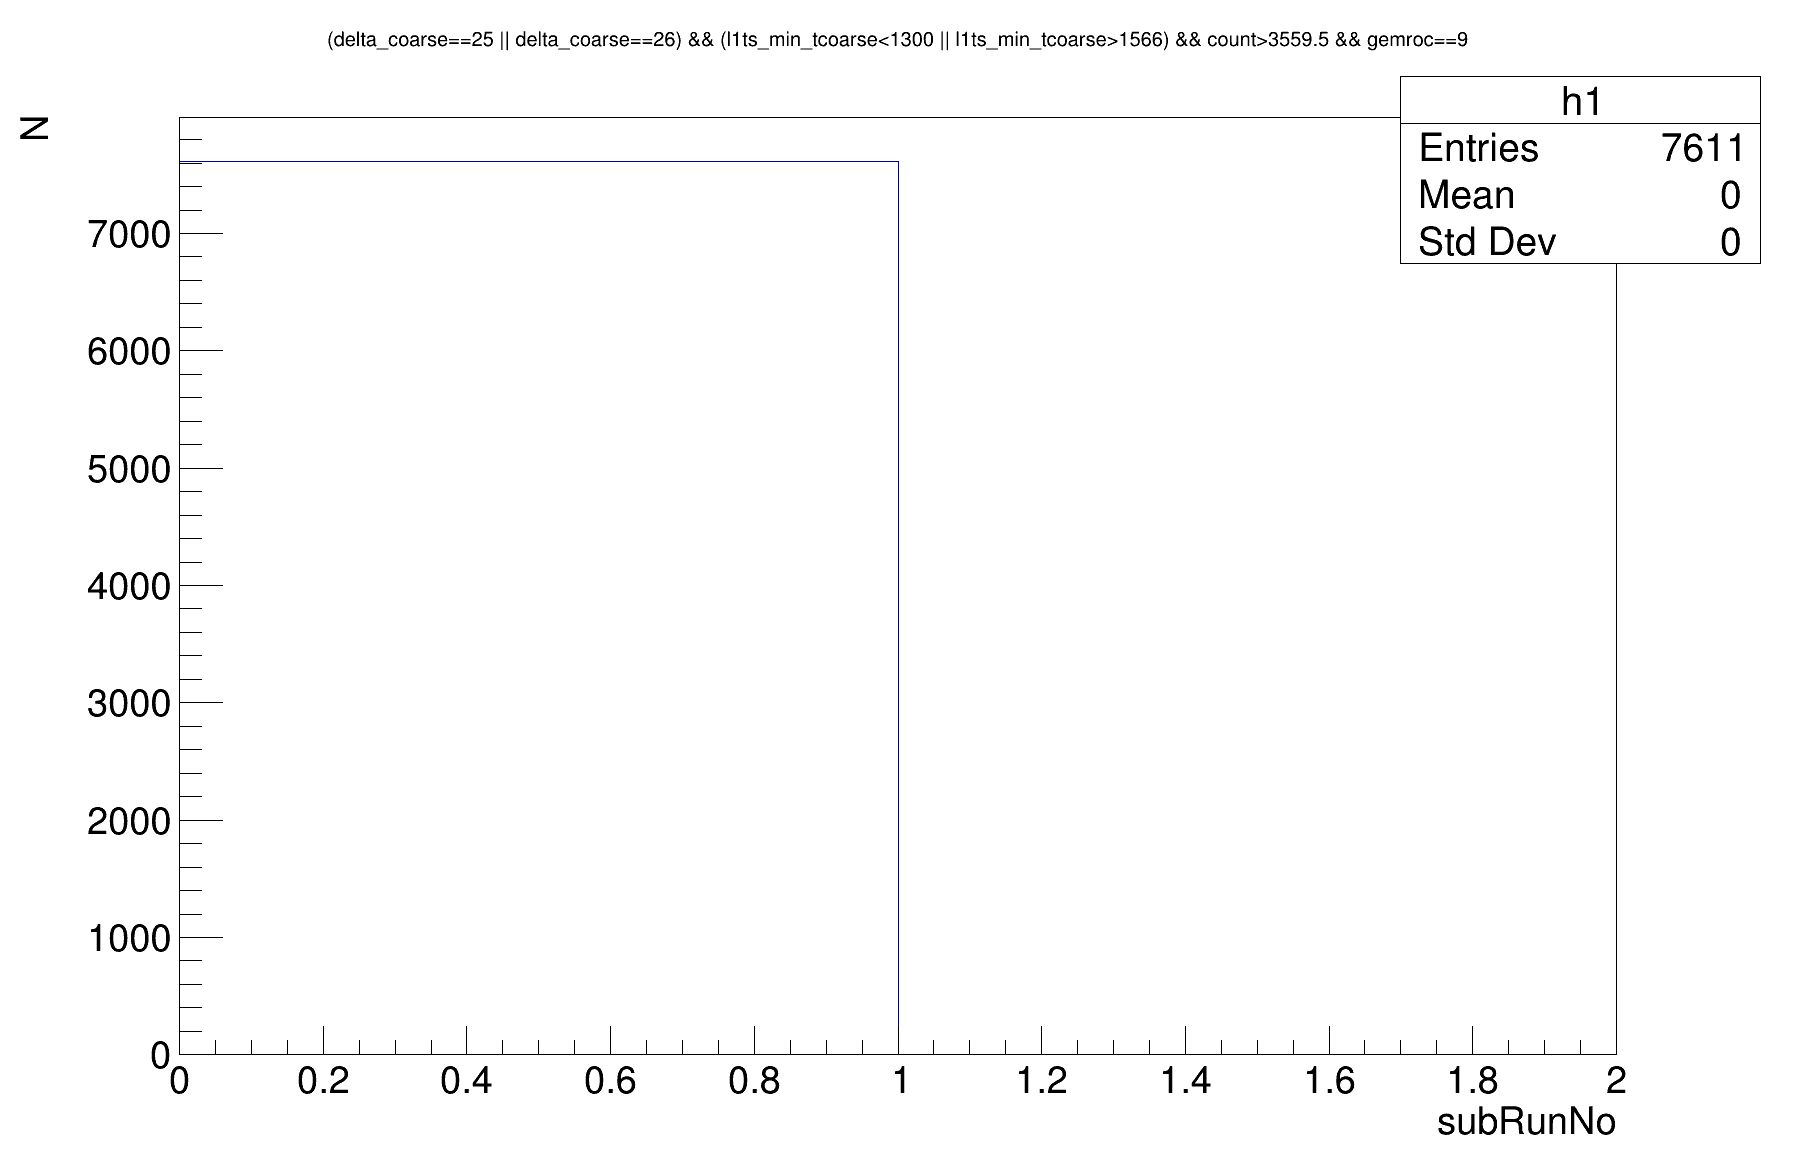 (delta_coarse==25 || delta_coarse==26) && (l1ts_min_tcoarse<1300 || l1ts_min_tcoarse>1566) && count>3559.5 && gemroc==9
h1
Entries 7611
Mean 0
Std Dev 0
N
7000
6000
5000
4000
3000
2000
1000
0
0 0.2 0.4 0.6 0.8 1 1.2 1.4 1.6 1.8 2
subRunNo